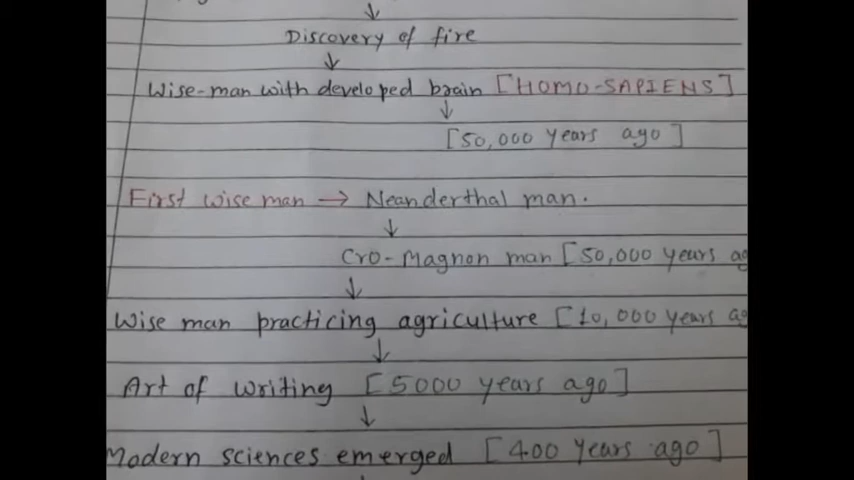 ↓
Discovery of fire
↓
Wise-man with developed brain [HOMO-SAPIENS]
↓
[50,000 years ago]
First wise man → Neanderthal man.
↓
Cro-Magnon man [50,000 years ag
↓
Wise man practicing agriculture [10,000 years ag
↓
Art of writing [5000 years ago]
↓
Modern sciences emerged [400 years ago]